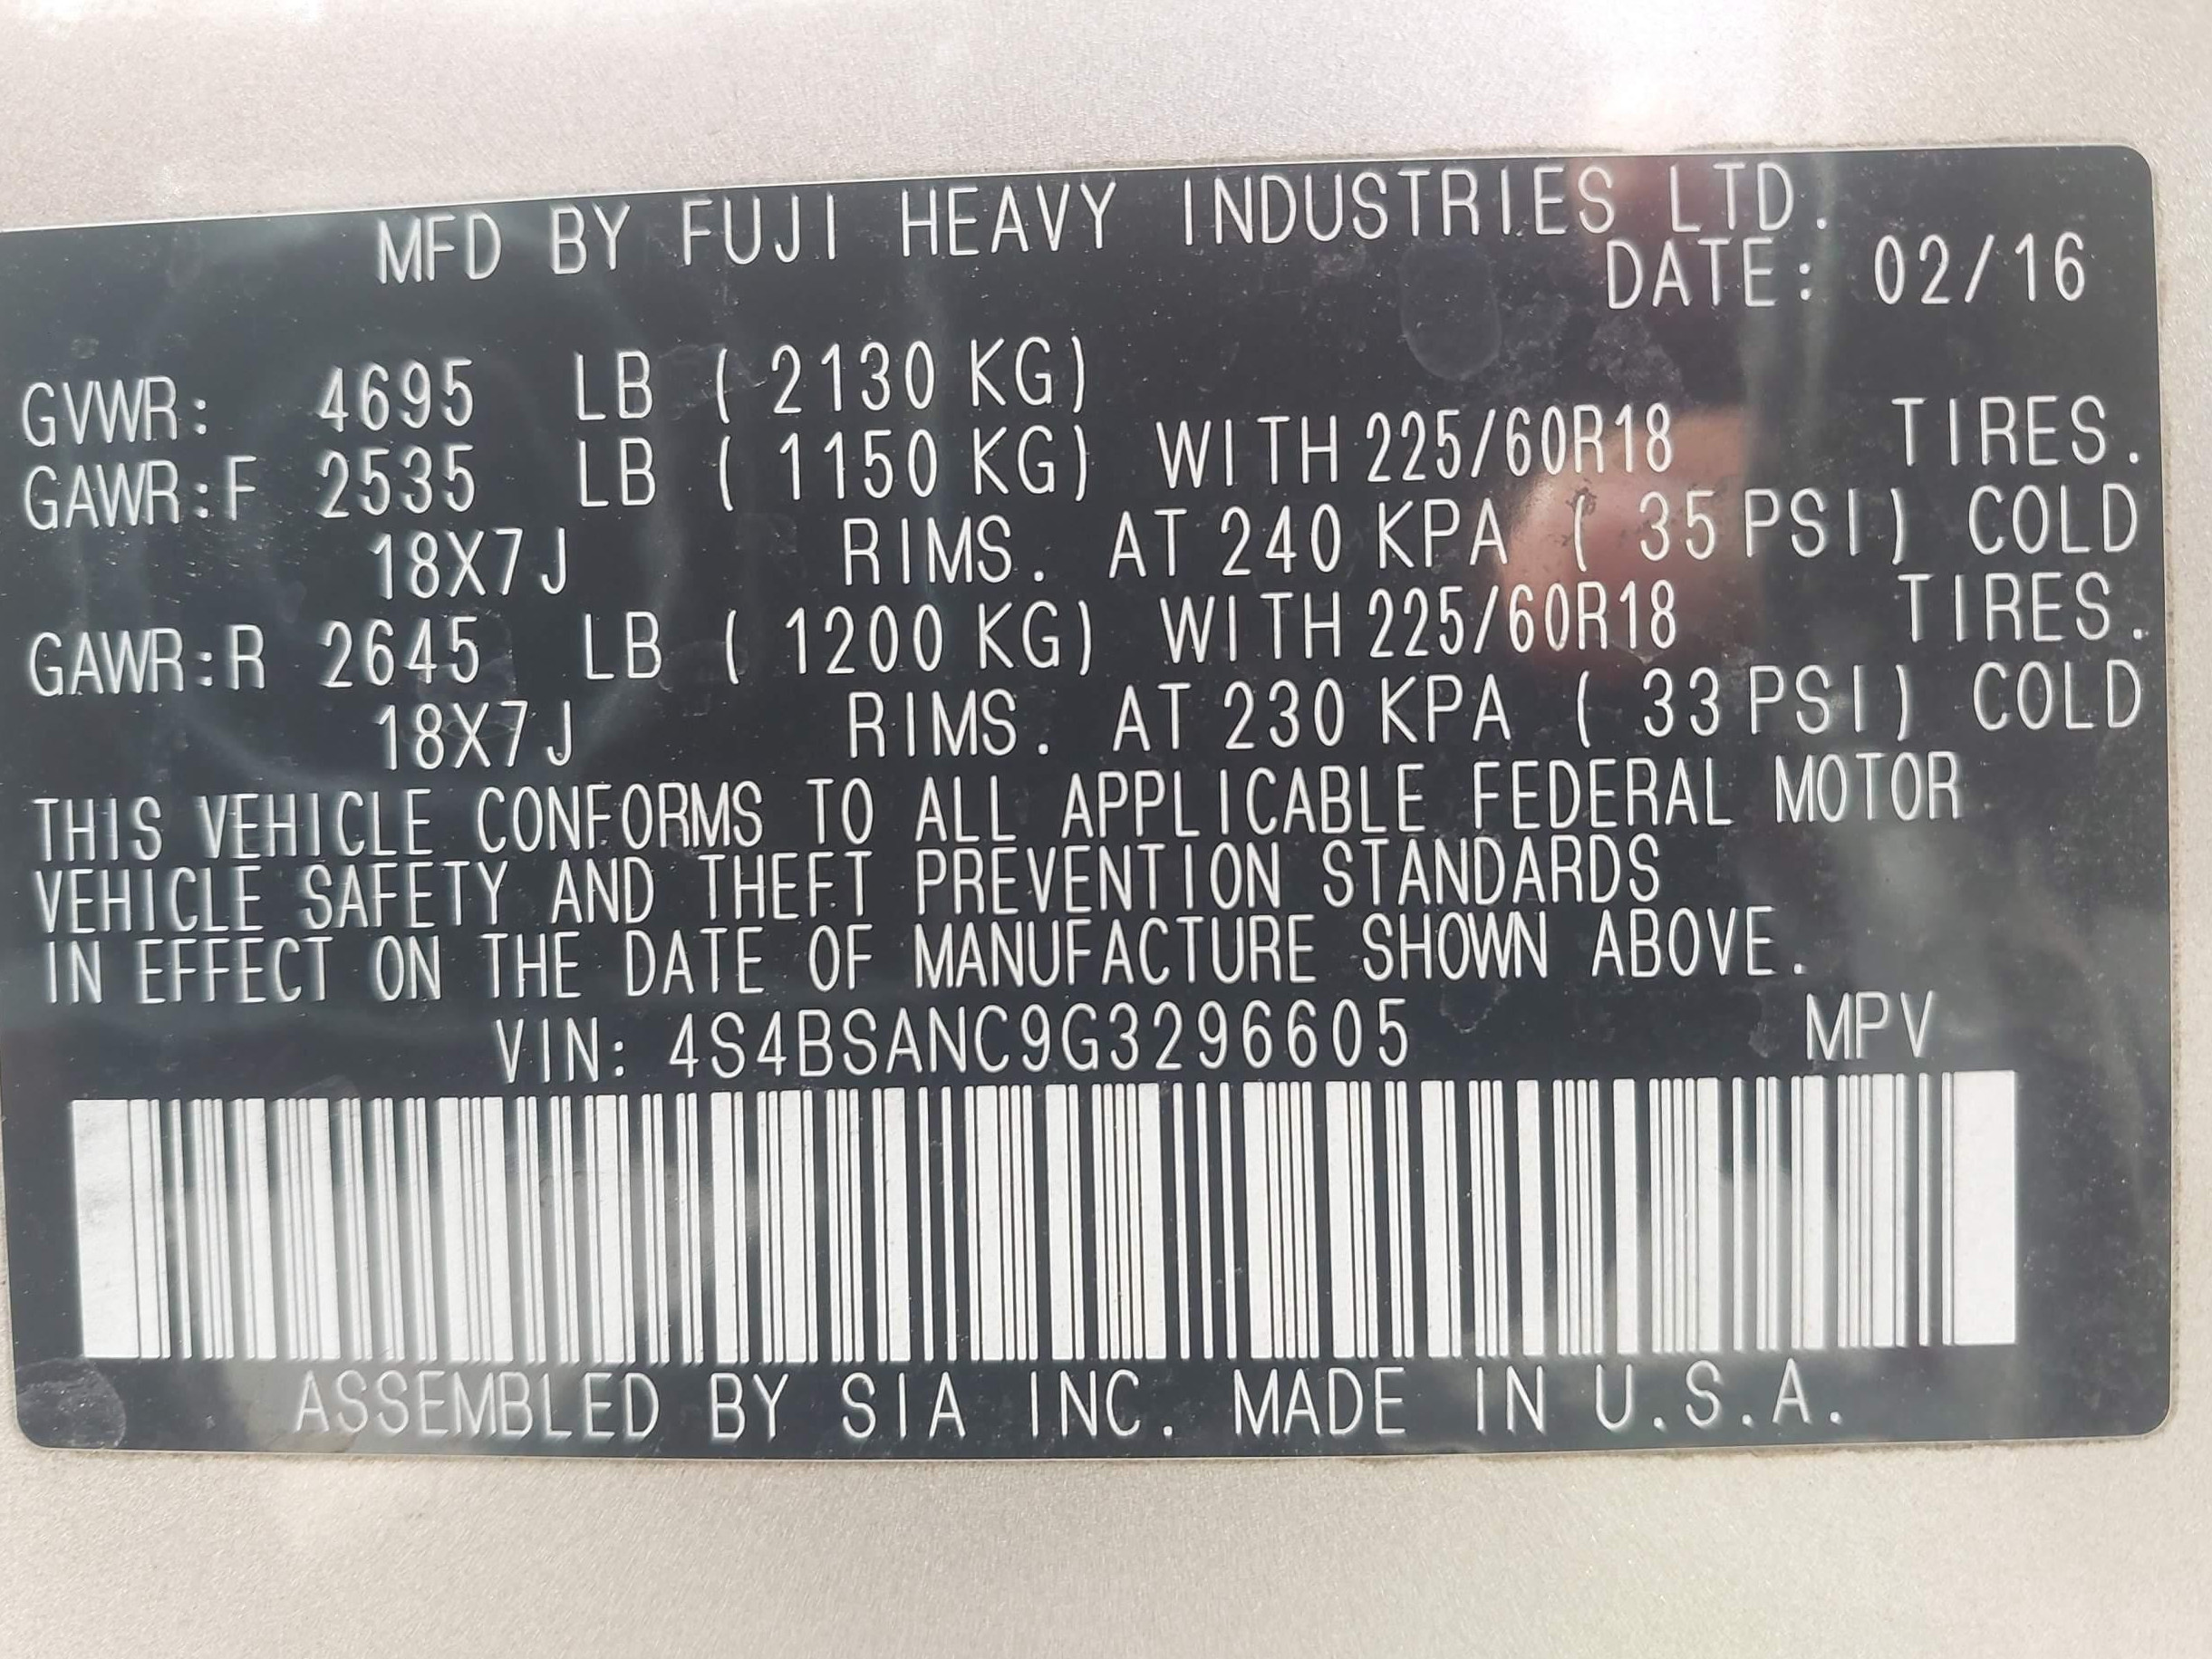 MFD BY FUJI HEAVY INDUSTRIES LTD.
DATE: 02/16
GVWR: 4695 LB ( 2130 KG)
GAWR:F 2535 LB ( 1150 KG) WITH 225/60R18 TIRES.
18X7J RIMS. AT 240 KPA ( 35 PSI) COLD
GAWR:R 2645 LB ( 1200 KG) WITH 225/60R18 TIRES.
18X7J RIMS. AT 230 KPA ( 33 PSI) COLD
THIS VEHICLE CONFORMS TO ALL APPLICABLE FEDERAL MOTOR
VEHICLE SAFETY AND THEFT PREVENTION STANDARDS
IN EFFECT ON THE DATE OF MANUFACTURE SHOWN ABOVE.
VIN: 4S4BSANC9G3296605 MPV
ASSEMBLED BY SIA INC. MADE IN U.S.A.